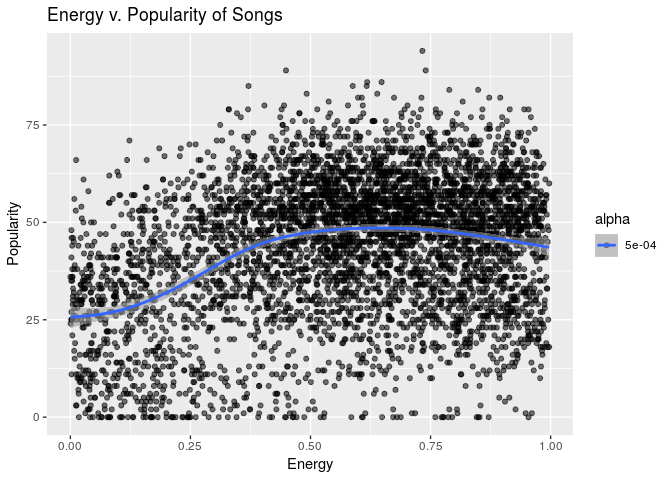 Energy v. Popularity of Songs
75
50
25
0
Popularity
0.00 0.25 0.50 0.75 1.00
Energy
alpha
5e-04